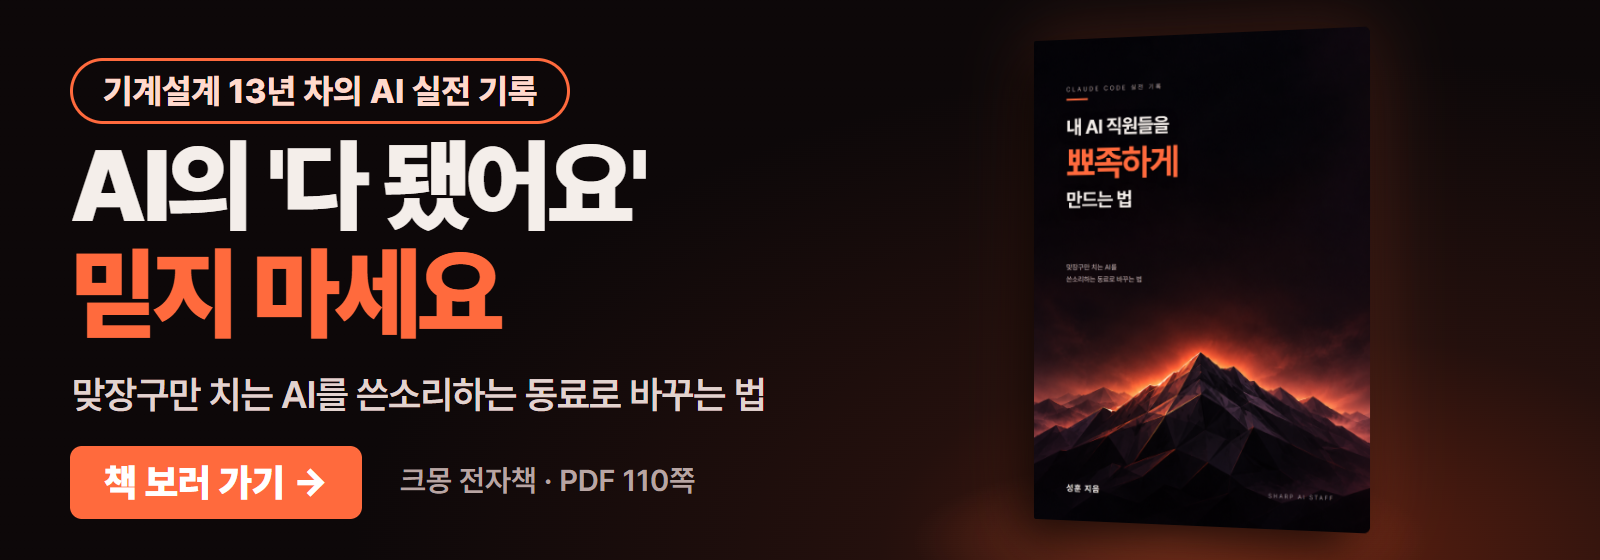 기계설계 13년 차의 AI 실전 기록
AI의 '다 됐어요'
믿지 마세요
맞장구만 치는 AI를 쓴소리하는 동료로 바꾸는 법
책 보러 가기 →
크몽 전자책 · PDF 110쪽
CLAUDE CODE 실전 기록
내 AI 직원들을
뾰족하게
만드는 법
맞장구만 치는 AI를
쓴소리하는 동료로 바꾸는 법
성훈 지음
SHARP AI STAFF